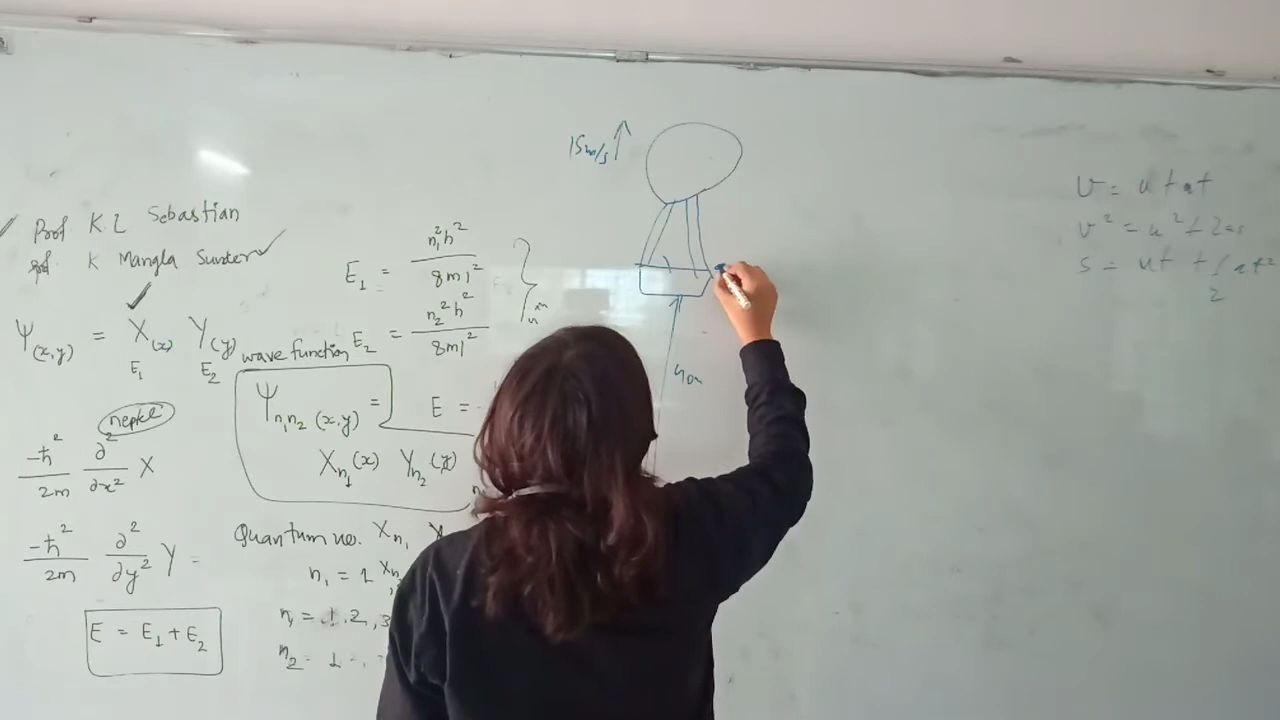 Prof K.L Sebastian
Prof K Mangla Sunder
Ψ(x,y) = X(x) Y(y)
E₁ E₂
nepke
-ħ²/2m ∂²/∂x² X
-ħ²/2m ∂²/∂y² Y =
E = E₁ + E₂
E₁ = n₁²h²/8ml²
E₂ = n₂²h²/8ml²
wave function
Ψn₁n₂ (x,y) =
Xn₁(x) Yn₂(y)
E =
Quantum no. Xn₁
n₁ = 1 Xn
n₁ = 1, 2, 3
n₂ = 1
15m/s
v = u + at
v² = u² + 2as
s = ut + 1/2 at²